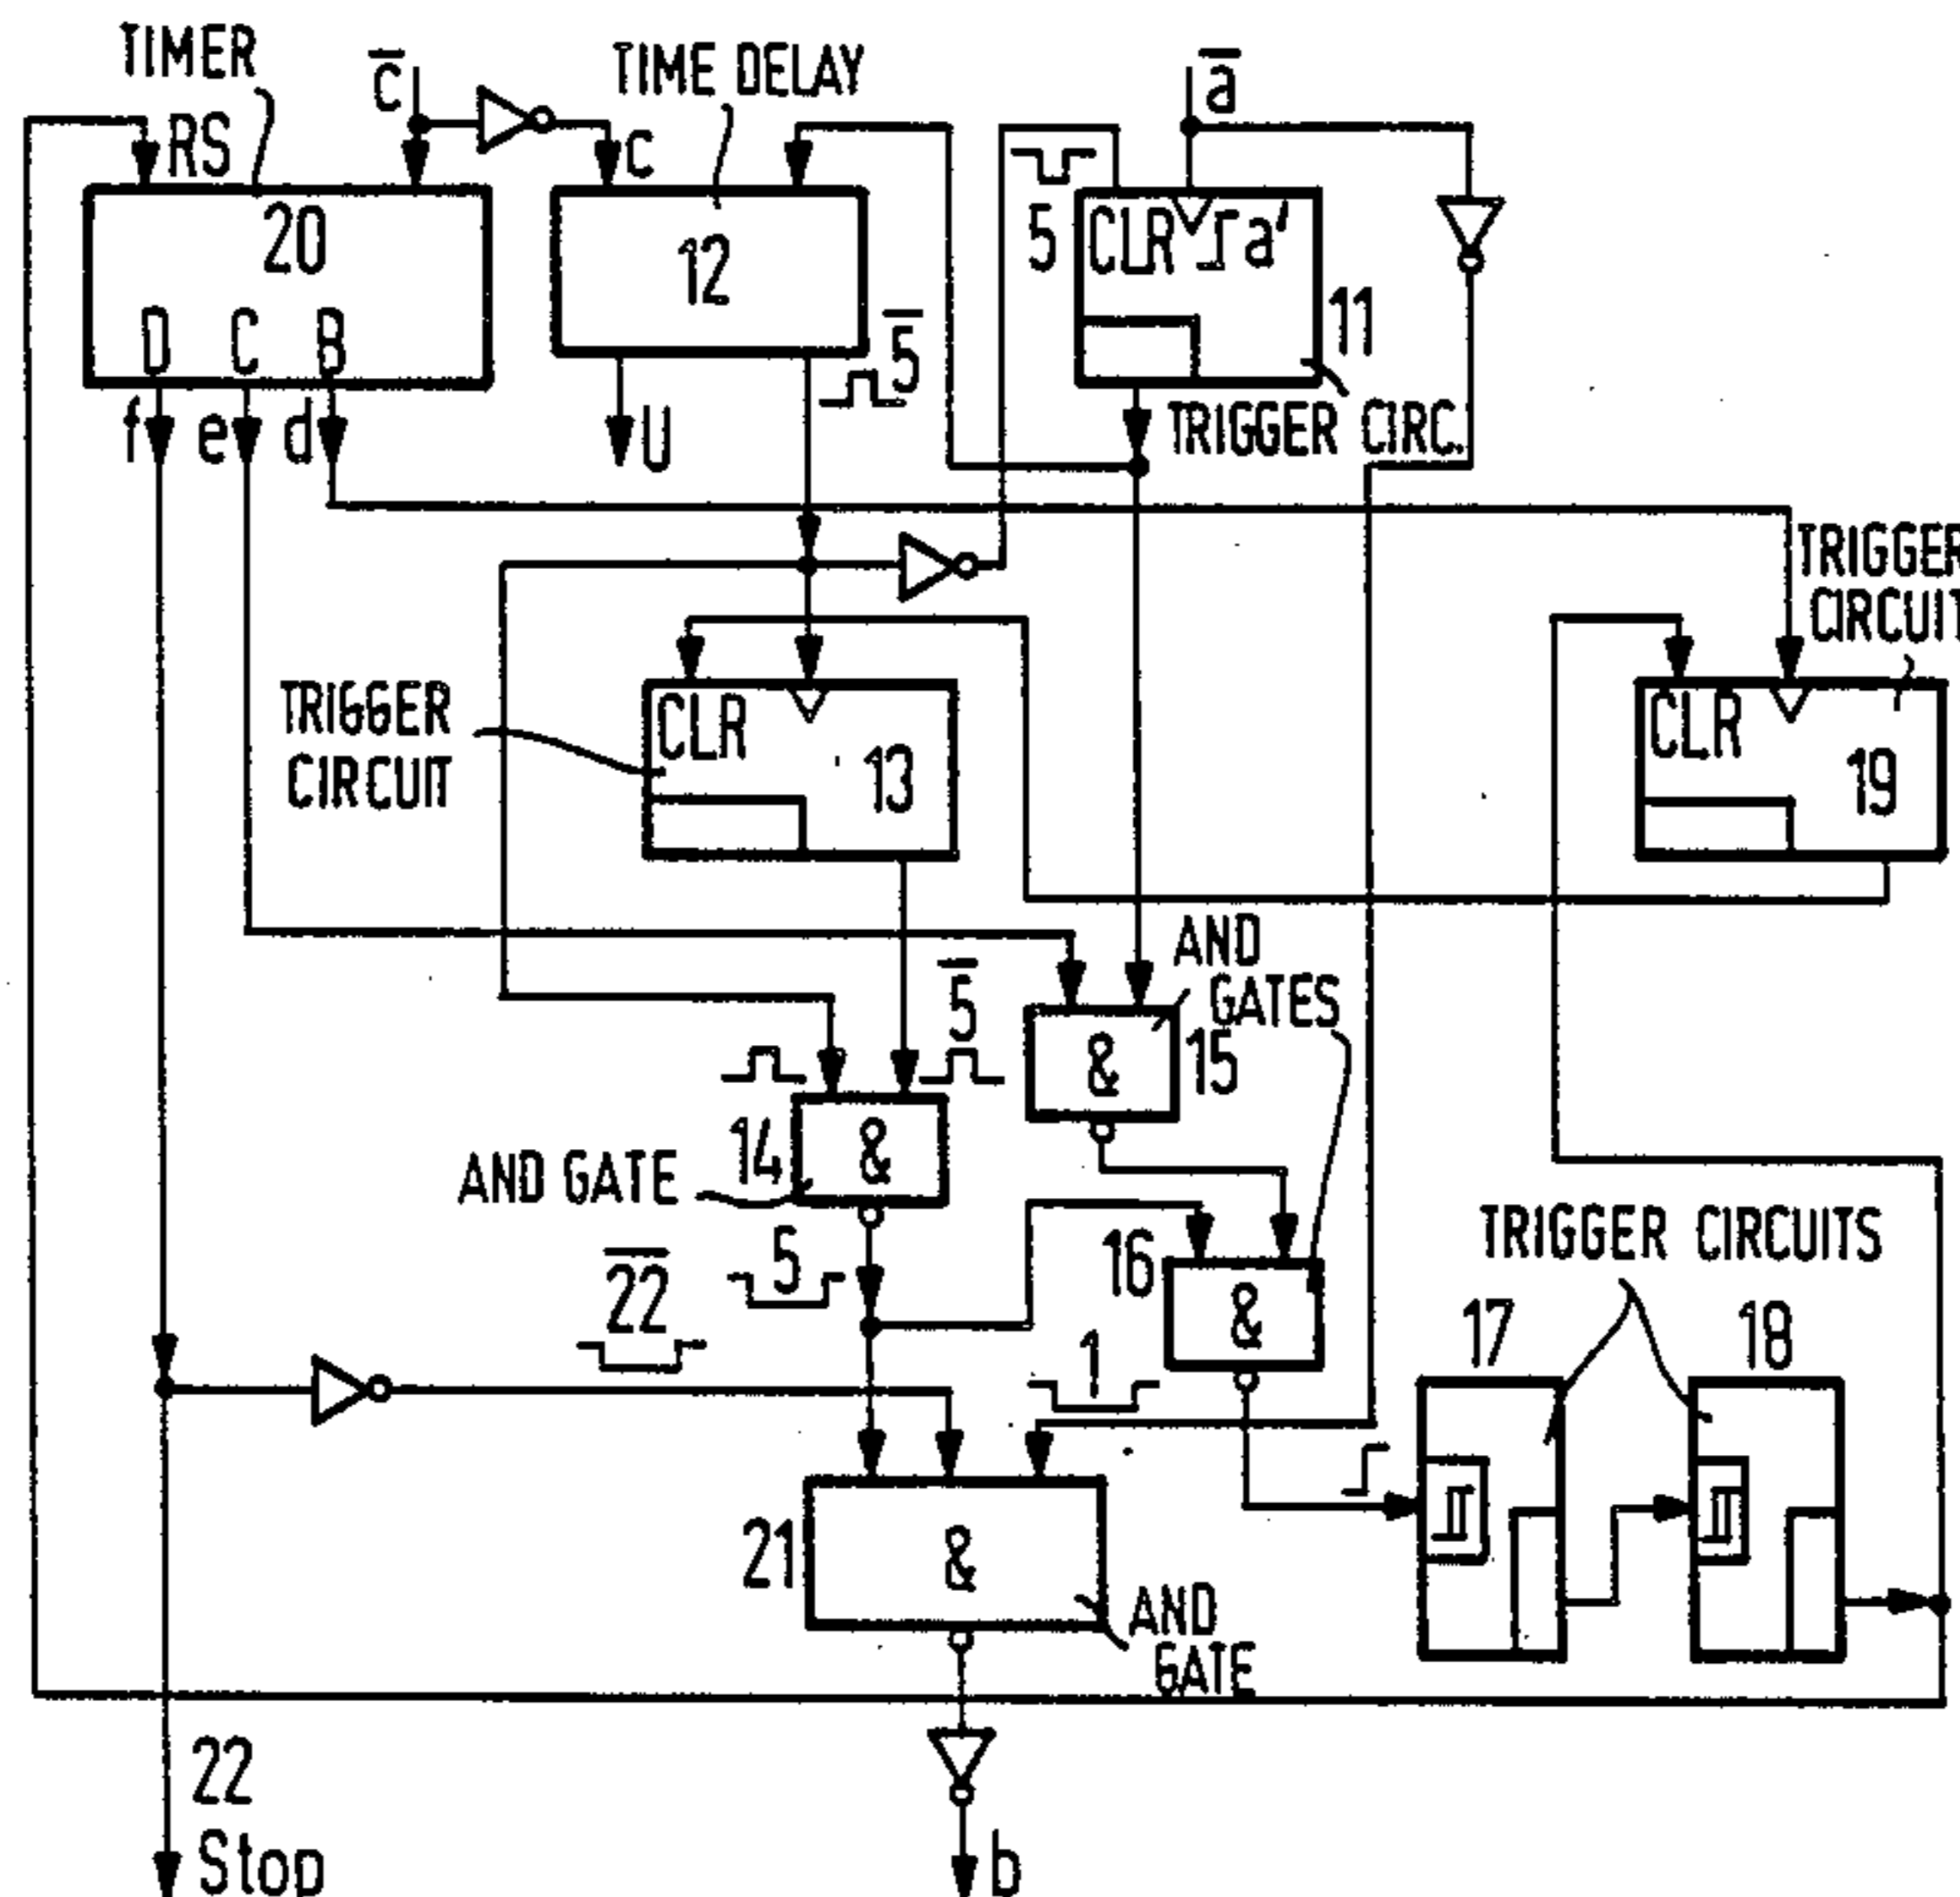 TIMER
c̅
TIME DELAY
a̅
RS
c
20
12
5
CLR
a'
11
D C B
5̅
f e d
U
TRIGGER CIRC.
TRIGGER
CIRCUIT
TRIGGER
CIRCUIT
CLR
13
CLR
19
AND
GATES
5̅
&
15
14
&
AND GATE
16
&
TRIGGER CIRCUITS
5
2̅2̅
1
17
18
21
&
AND
GATE
22
Stop
b